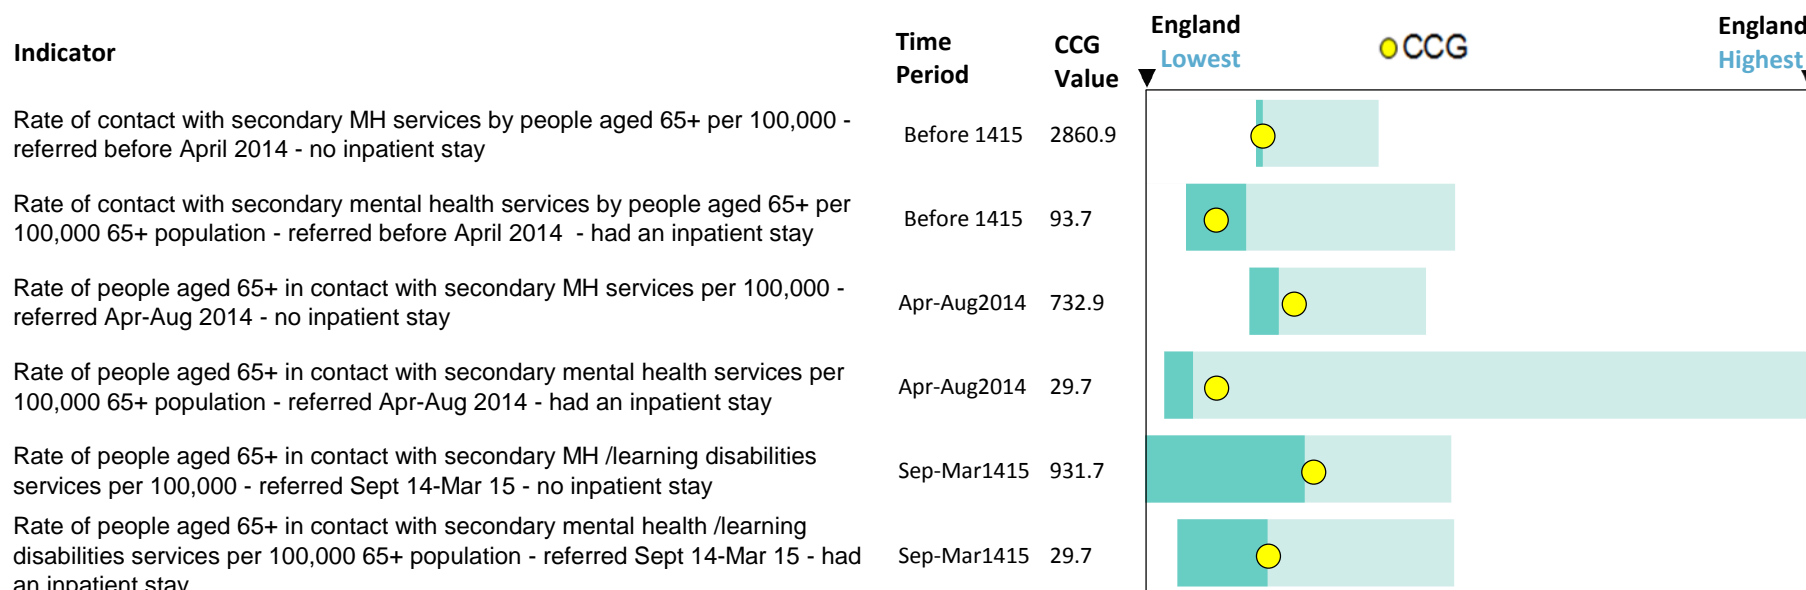 Indicator
Time Period
CCG Value
England Lowest
CCG
England Highest
Rate of contact with secondary MH services by people aged 65+ per 100,000 -
referred before April 2014 - no inpatient stay
Before 1415 2860.9
Rate of contact with secondary mental health services by people aged 65+ per
100,000 65+ population - referred before April 2014 - had an inpatient stay
Before 1415 93.7
Rate of people aged 65+ in contact with secondary MH services per 100,000 -
referred Apr-Aug 2014 - no inpatient stay
Apr-Aug2014 732.9
Rate of people aged 65+ in contact with secondary mental health services per
100,000 65+ population - referred Apr-Aug 2014 - had an inpatient stay
Apr-Aug2014 29.7
Rate of people aged 65+ in contact with secondary MH /learning disabilities
services per 100,000 - referred Sept 14-Mar 15 - no inpatient stay
Sep-Mar1415 931.7
Rate of people aged 65+ in contact with secondary mental health /learning
disabilities services per 100,000 65+ population - referred Sept 14-Mar 15 - had
an inpatient stay
Sep-Mar1415 29.7